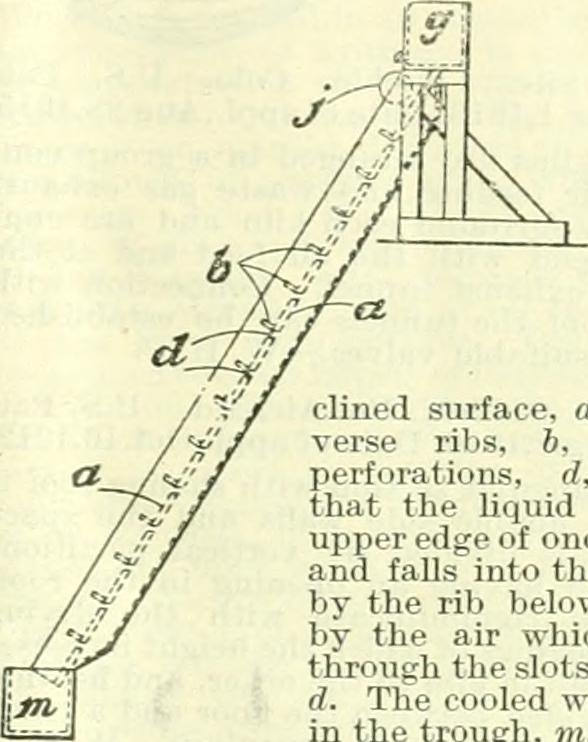 g
j
b
a
d
a
m
clined surface, a
verse ribs, b,
perforations, d,
that the liquid
upper edge of one
and falls into th
by the rib below
by the air whic
through the slots
d. The cooled w
in the trough, m